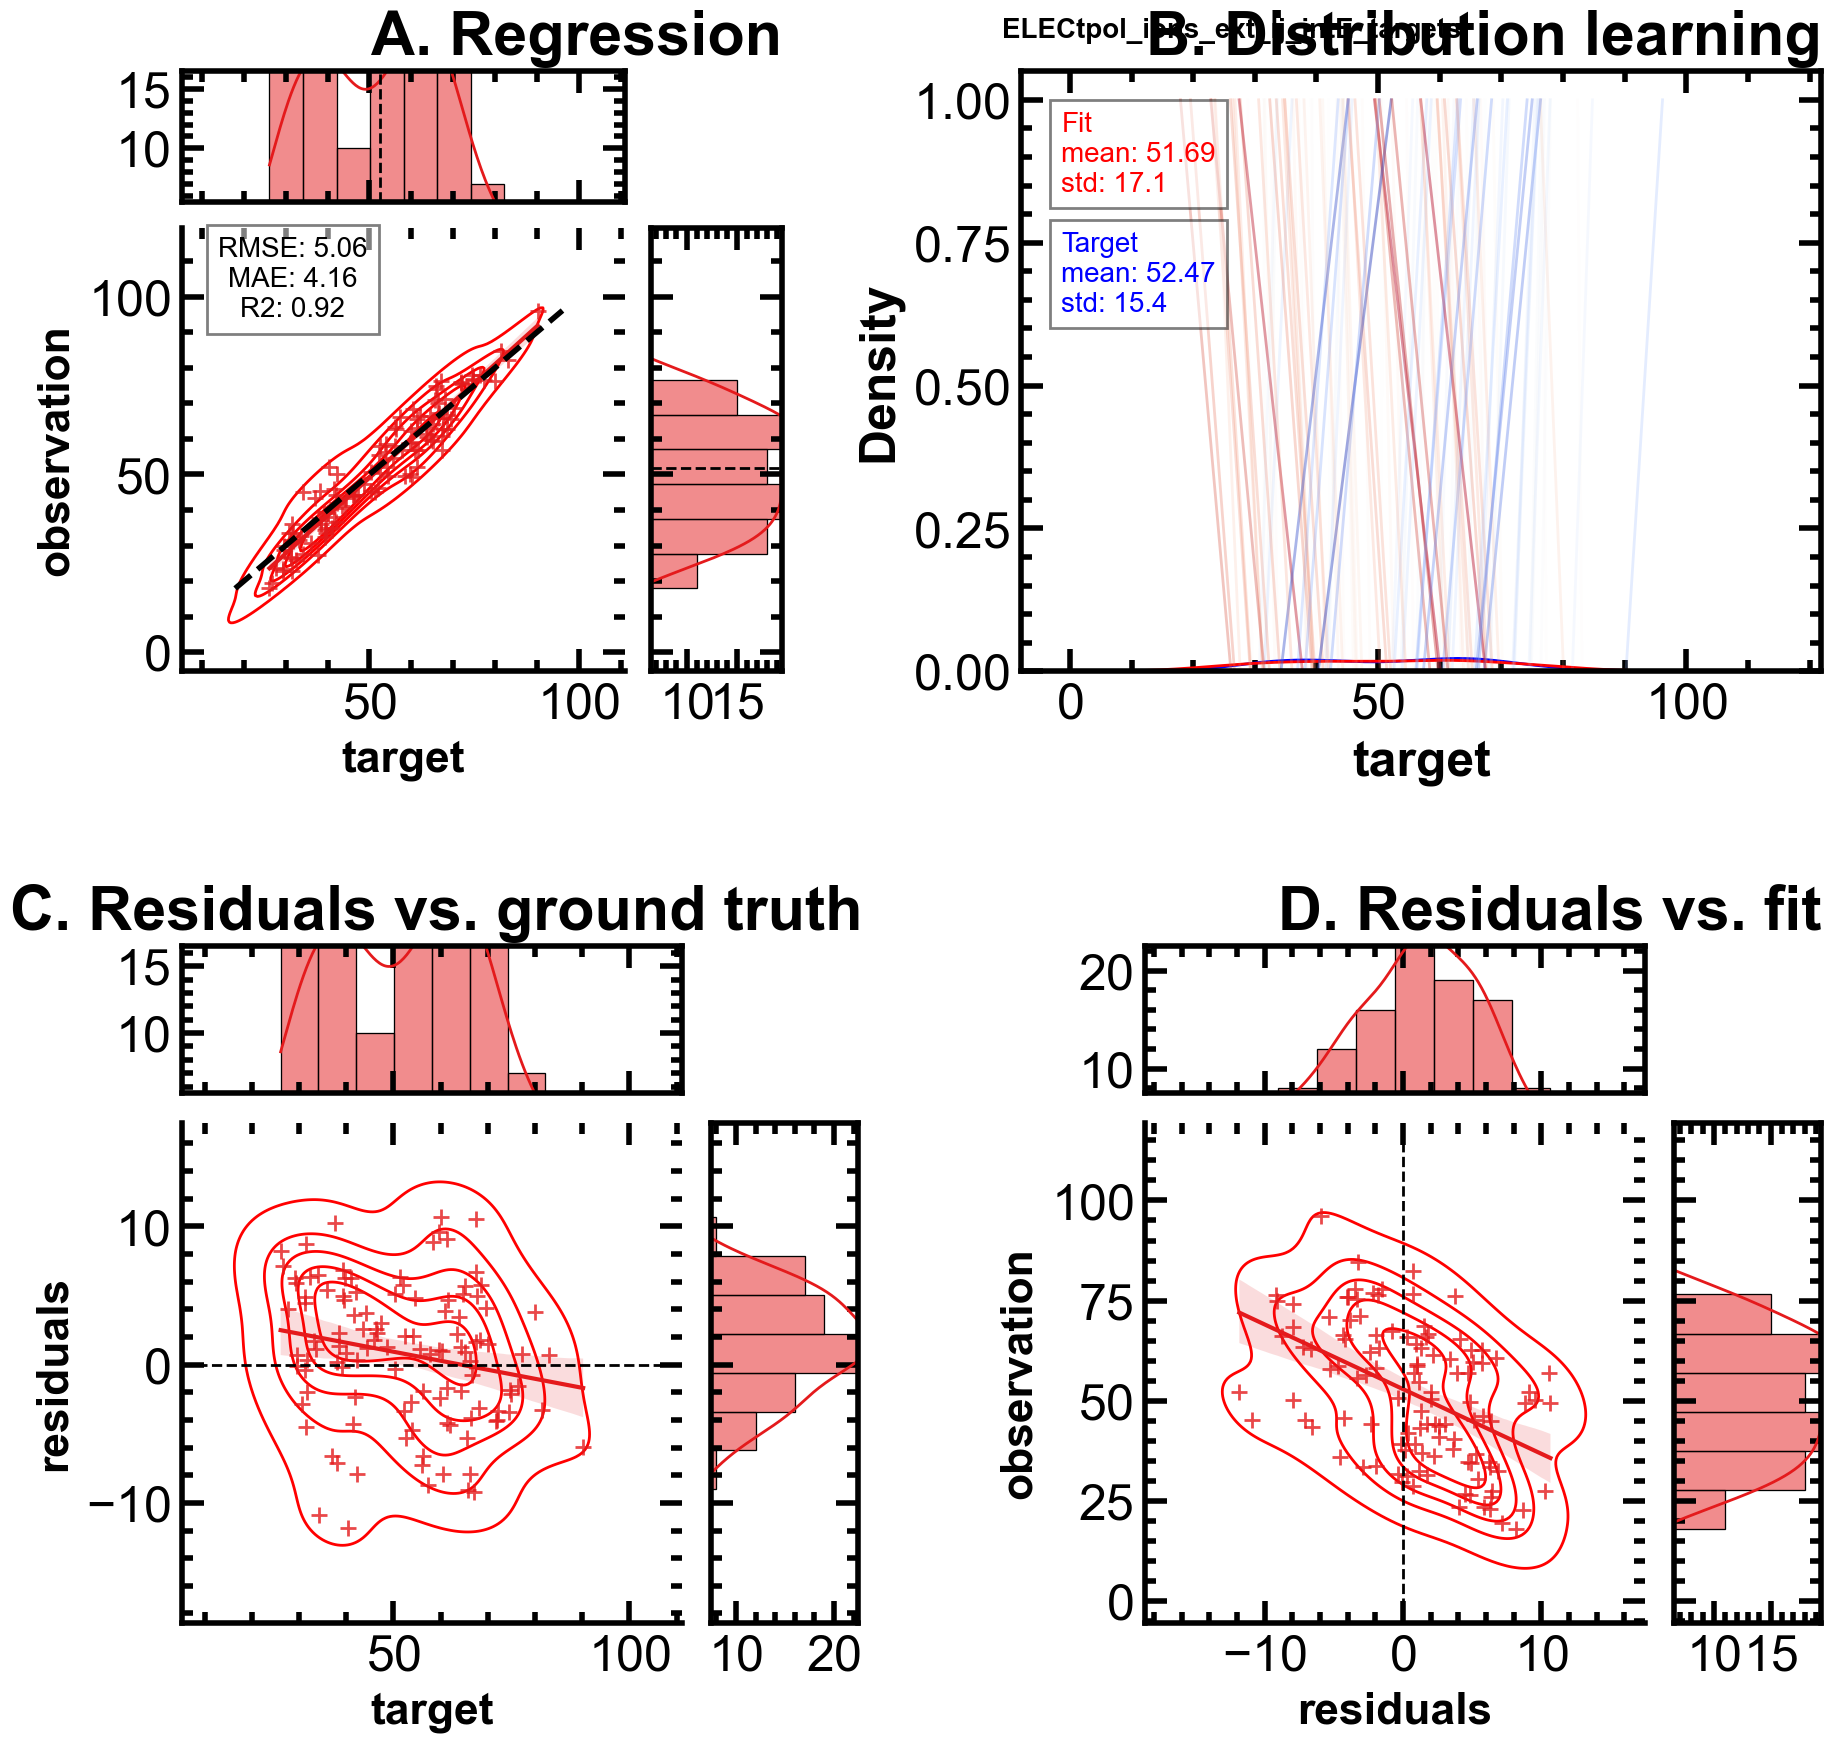 A. Regression
15
10
RMSE: 5.06
MAE: 4.16
R2: 0.92
100
50
0
observation
50
100
target
10
15
B. Distribution learning
1.00
0.75
0.50
0.25
0.00
Density
Fit
mean: 51.69
std: 17.1
Target
mean: 52.47
std: 15.4
0
50
100
target
C. Residuals vs. ground truth
15
10
10
0
−10
residuals
50
100
target
10
20
D. Residuals vs. fit
20
10
100
75
50
25
0
observation
−10
0
10
residuals
10
15